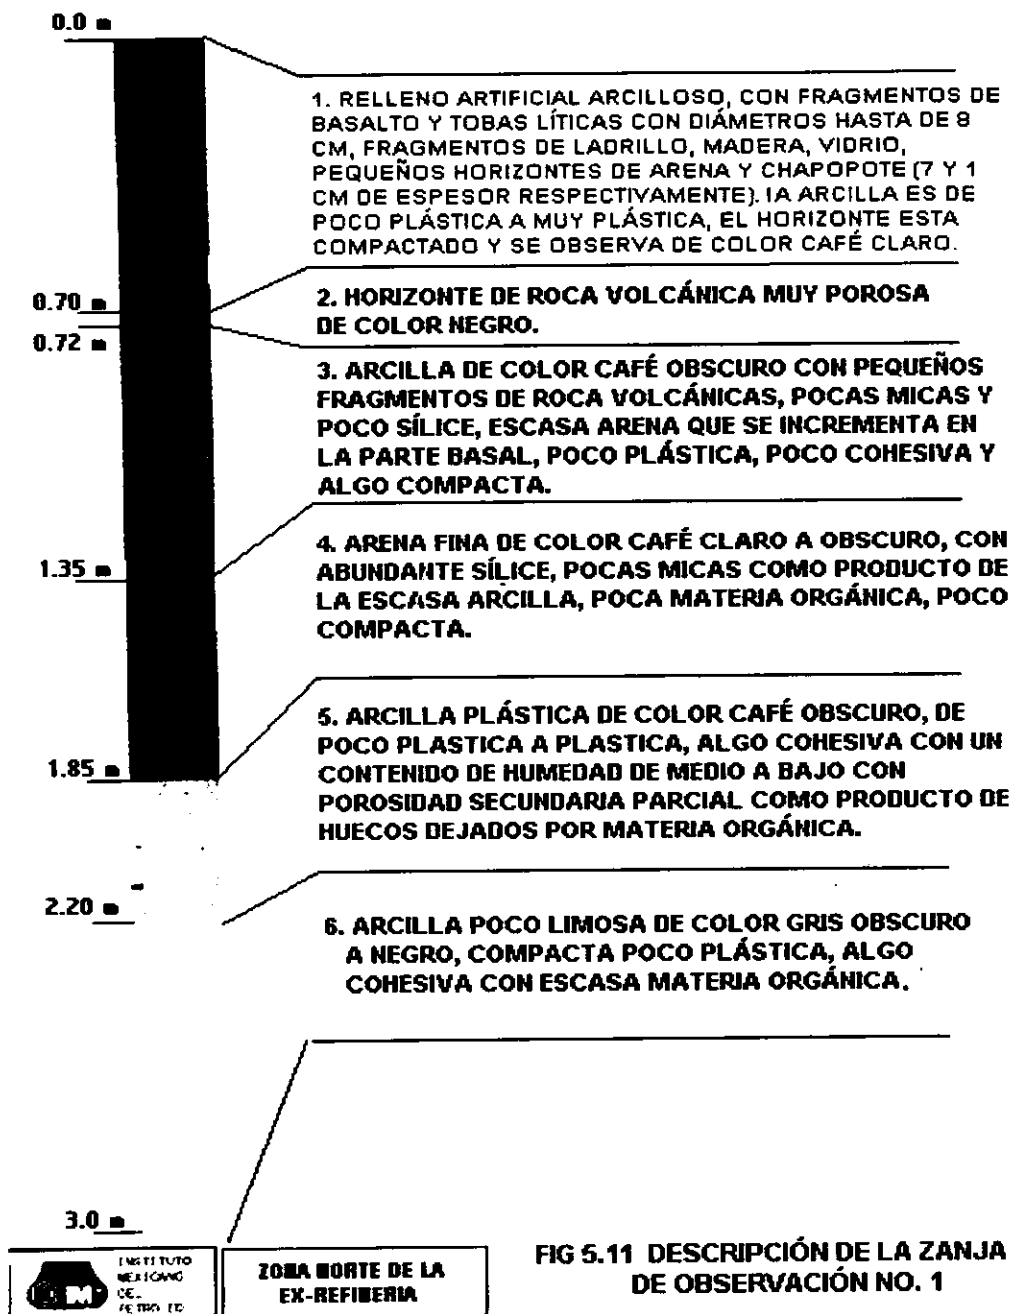 0.0 m
1. RELLENO ARTIFICIAL ARCILLOSO, CON FRAGMENTOS DE
BASALTO Y TOBAS LÍTICAS CON DIÁMETROS HASTA DE 8
CM, FRAGMENTOS DE LADRILLO, MADERA, VIDRIO,
PEQUEÑOS HORIZONTES DE ARENA Y CHAPOPOTE (7 Y 1
CM DE ESPESOR RESPECTIVAMENTE). IA ARCILLA ES DE
POCO PLÁSTICA A MUY PLÁSTICA, EL HORIZONTE ESTA
COMPACTADO Y SE OBSERVA DE COLOR CAFÉ CLARO.
0.70 m
2. HORIZONTE DE ROCA VOLCÁNICA MUY POROSA
DE COLOR NEGRO.
0.72 m
3. ARCILLA DE COLOR CAFÉ OBSCURO CON PEQUEÑOS
FRAGMENTOS DE ROCA VOLCÁNICAS, POCAS MICAS Y
POCO SÍLICE, ESCASA ARENA QUE SE INCREMENTA EN
LA PARTE BASAL, POCO PLÁSTICA, POCO COHESIVA Y
ALGO COMPACTA.
1.35 m
4. ARENA FINA DE COLOR CAFÉ CLARO A OBSCURO, CON
ABUNDANTE SÍLICE, POCAS MICAS COMO PRODUCTO DE
LA ESCASA ARCILLA, POCA MATERIA ORGÁNICA, POCO
COMPACTA.
1.85 m
5. ARCILLA PLÁSTICA DE COLOR CAFÉ OBSCURO, DE
POCO PLASTICA A PLASTICA, ALGO COHESIVA CON UN
CONTENIDO DE HUMEDAD DE MEDIO A BAJO CON
POROSIDAD SECUNDARIA PARCIAL COMO PRODUCTO DE
HUECOS DEJADOS POR MATERIA ORGÁNICA.
2.20 m
6. ARCILLA POCO LIMOSA DE COLOR GRIS OBSCURO
A NEGRO, COMPACTA POCO PLÁSTICA, ALGO
COHESIVA CON ESCASA MATERIA ORGÁNICA.
3.0 m
INSTITUTO
MEXICANO
ZONA NORTE DE LA
EX-REFINERIA
FIG 5.11 DESCRIPCIÓN DE LA ZANJA
DE OBSERVACIÓN NO. 1